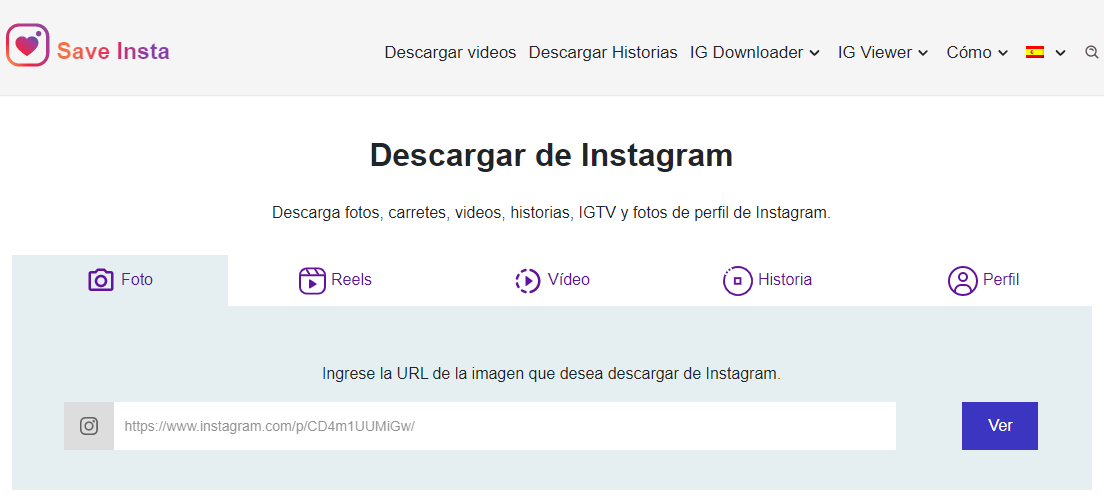 Save Insta
Descargar videos Descargar Historias IG Downloader IG Viewer Cómo
Descargar de Instagram
Descarga fotos, carretes, videos, historias, IGTV y fotos de perfil de Instagram.
Foto Reels Vídeo Historia Perfil
Ingrese la URL de la imagen que desea descargar de Instagram.
https://www.instagram.com/p/CD4m1UUMiGw/ Ver